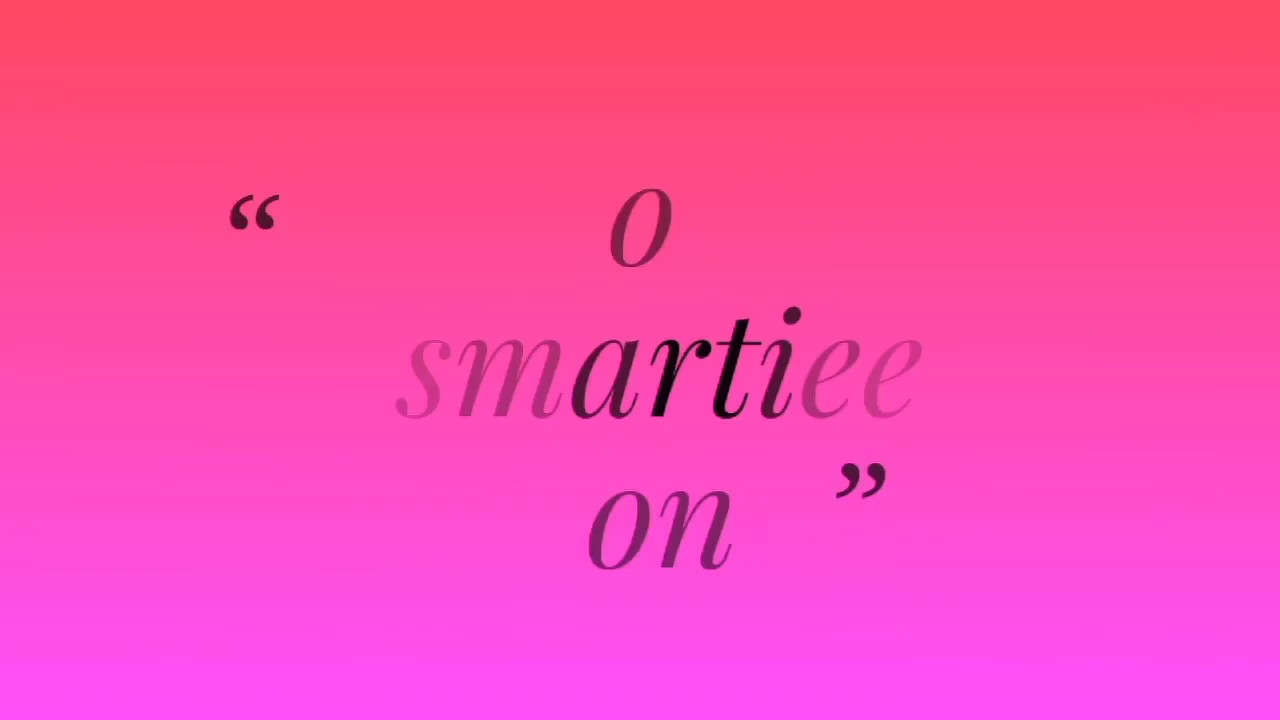 “ o
smartiee
on ”